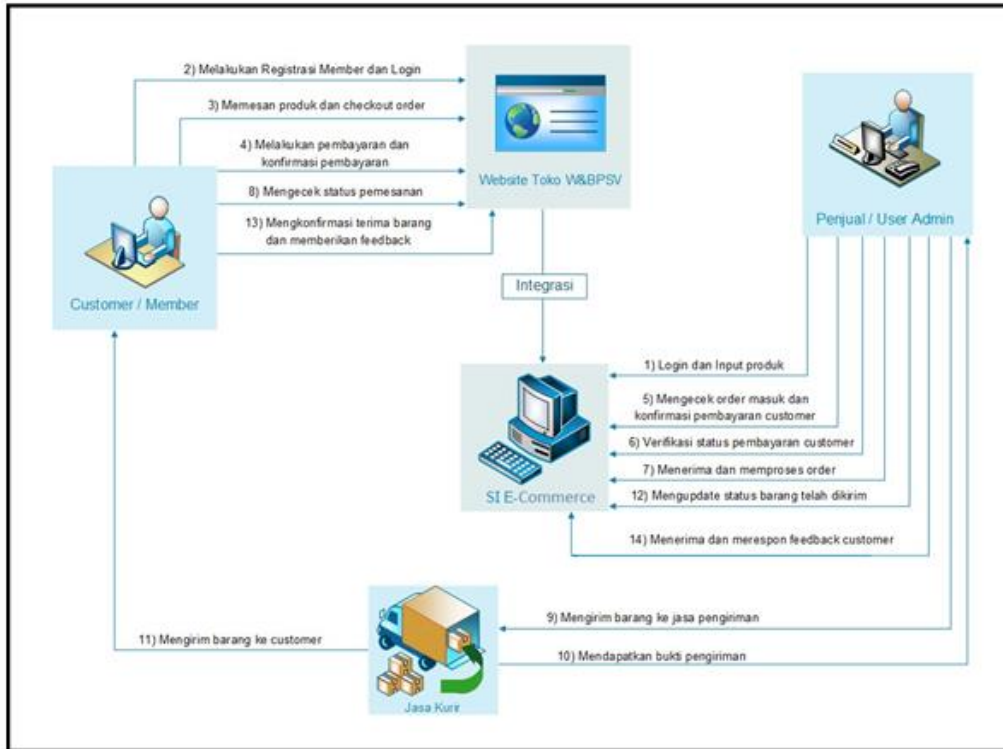 2) Melakukan Registrasi Member dan Login
3) Memesan produk dan checkout order
4) Melakukan pembayaran dan
konfirmasi pembayaran
8) Mengecek status pemesanan
13) Mengkonfirmasi terima barang
dan memberikan feedback
Customer / Member
Website Toko W&BPSV
Penjual / User Admin
Integrasi
1) Login dan Input produk
5) Mengecek order masuk dan
konfirmasi pembayaran customer
6) Verifikasi status pembayaran customer
7) Menerima dan memproses order
12) Mengupdate status barang telah dikirim
14) Menerima dan merespon feedback customer
SI E-Commerce
9) Mengirim barang ke jasa pengiriman
10) Mendapatkan bukti pengiriman
11) Mengirim barang ke customer
Jasa Kurir